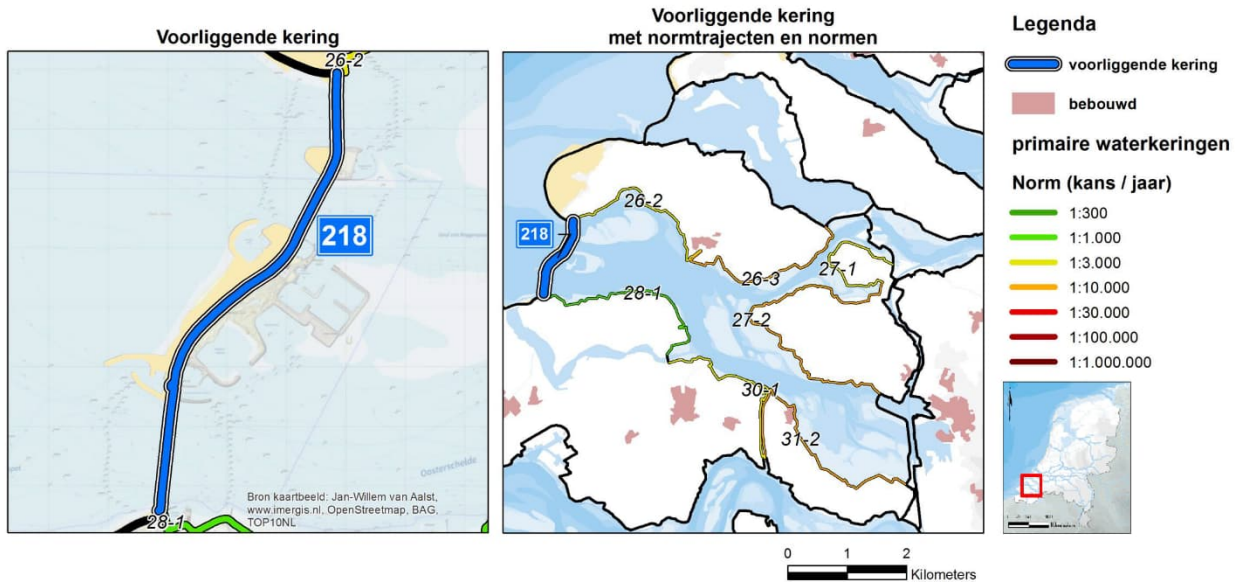 Voorliggende kering
26-2
218
Oosterschelde
28-1
Bron kaartbeeld: Jan-Willem van Aalst,
www.imergis.nl, OpenStreetmap, BAG,
TOP10NL
Voorliggende kering
met normtrajecten en normen
26-2
218
26-3
27-1
28-1
27-2
30-1
31-2
0 1 2
Kilometers
Legenda
voorliggende kering
bebouwd
primaire waterkeringen
Norm (kans / jaar)
1:300
1:1.000
1:3.000
1:10.000
1:30.000
1:100.000
1:1.000.000